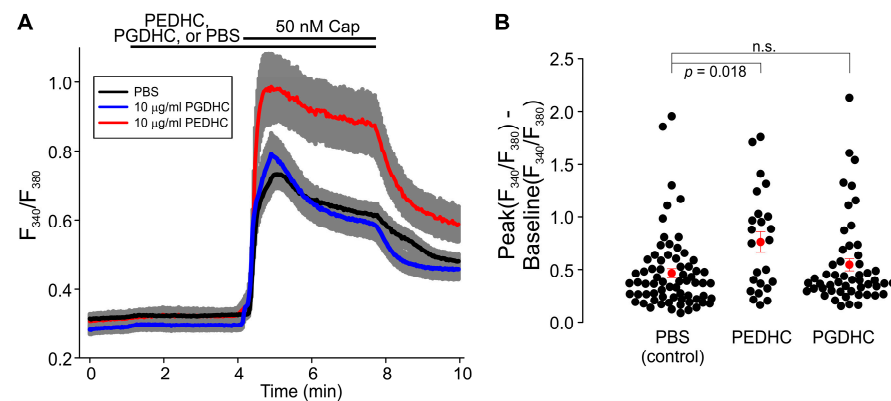 A
PEDHC,
PGDHC, or PBS
50 nM Cap
PBS
10 µg/ml PGDHC
10 µg/ml PEDHC
1.0
0.8
0.6
0.4
0.2
F340/F380
0 2 4 6 8 10
Time (min)
B
n.s.
p = 0.018
2.5
2.0
1.5
1.0
0.5
0.0
Peak(F340/F380) -
Baseline(F340/F380)
PBS
(control)
PEDHC
PGDHC